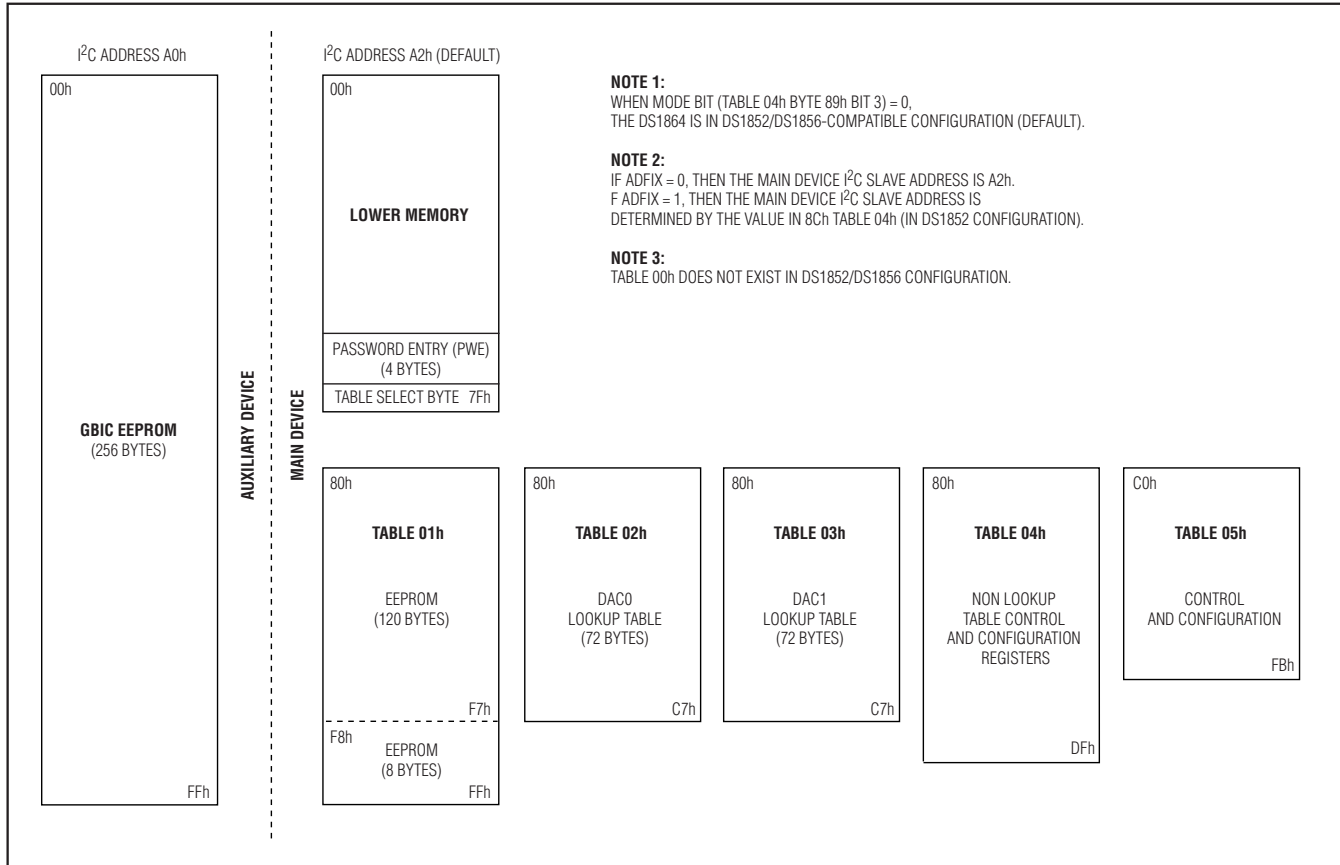 I²C ADDRESS A0h
00h
GBIC EEPROM
(256 BYTES)
FFh
AUXILIARY DEVICE
MAIN DEVICE
I²C ADDRESS A2h (DEFAULT)
00h
LOWER MEMORY
PASSWORD ENTRY (PWE)
(4 BYTES)
TABLE SELECT BYTE 7Fh
NOTE 1:
WHEN MODE BIT (TABLE 04h BYTE 89h BIT 3) = 0,
THE DS1864 IS IN DS1852/DS1856-COMPATIBLE CONFIGURATION (DEFAULT).
NOTE 2:
IF ADFIX = 0, THEN THE MAIN DEVICE I²C SLAVE ADDRESS IS A2h.
F ADFIX = 1, THEN THE MAIN DEVICE I²C SLAVE ADDRESS IS
DETERMINED BY THE VALUE IN 8Ch TABLE 04h (IN DS1852 CONFIGURATION).
NOTE 3:
TABLE 00h DOES NOT EXIST IN DS1852/DS1856 CONFIGURATION.
80h
TABLE 01h
EEPROM
(120 BYTES)
F7h
F8h
EEPROM
(8 BYTES)
FFh
80h
TABLE 02h
DAC0
LOOKUP TABLE
(72 BYTES)
C7h
80h
TABLE 03h
DAC1
LOOKUP TABLE
(72 BYTES)
C7h
80h
TABLE 04h
NON LOOKUP
TABLE CONTROL
AND CONFIGURATION
REGISTERS
DFh
C0h
TABLE 05h
CONTROL
AND CONFIGURATION
FBh